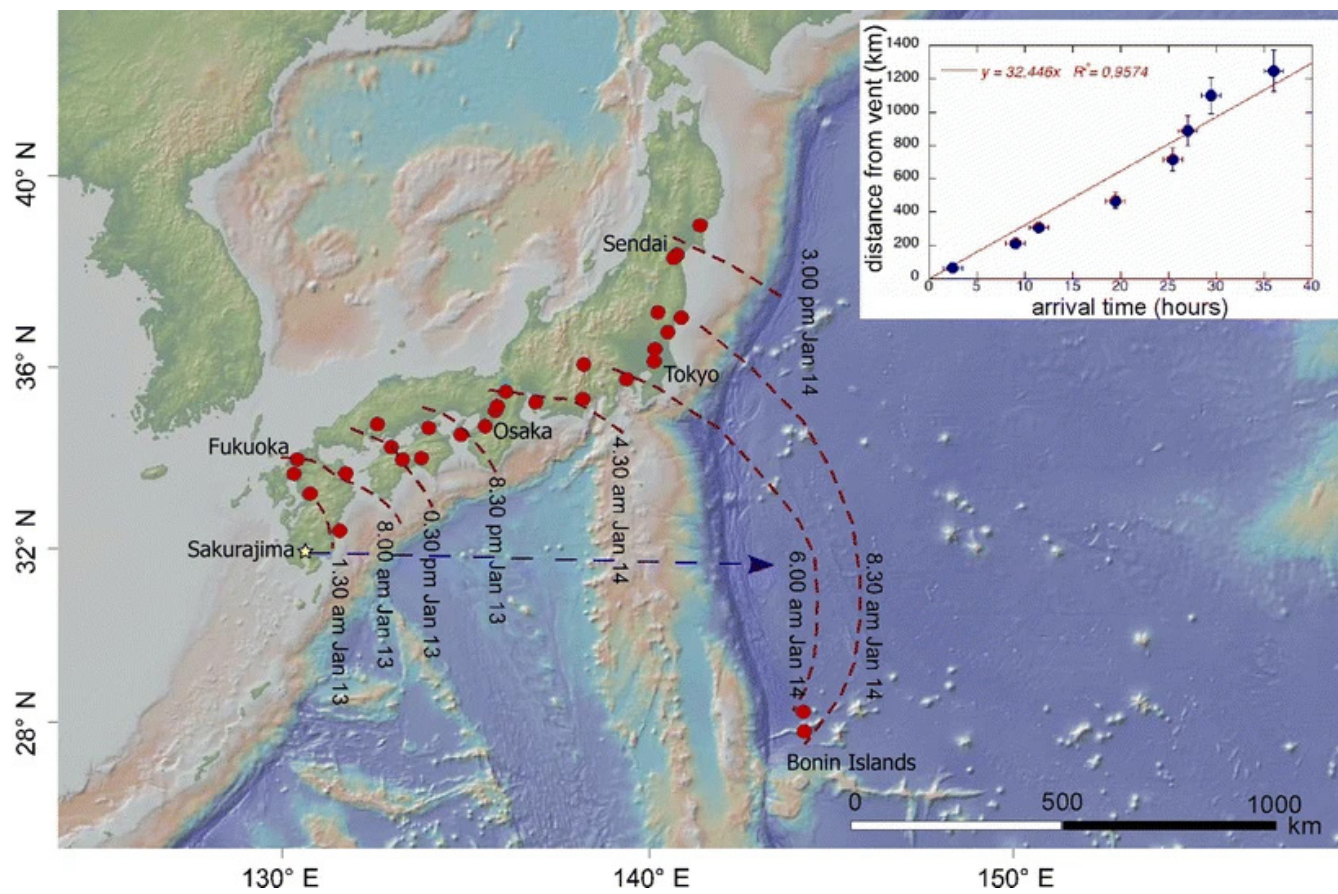 40° N
36° N
32° N
28° N
130° E
140° E
150° E
Sendai
Tokyo
Osaka
Fukuoka
Sakurajima
Bonin Islands
1.30 am Jan 13
8.00 am Jan 13
0.30 pm Jan 13
8.30 pm Jan 13
4.30 am Jan 14
6.00 am Jan 14
8.30 am Jan 14
3.00 pm Jan 14
0 500 1000
km
distance from vent (km)
1400
1200
1000
800
600
400
200
0
y = 32,446x R²= 0,9574
0 5 10 15 20 25 30 35 40
arrival time (hours)